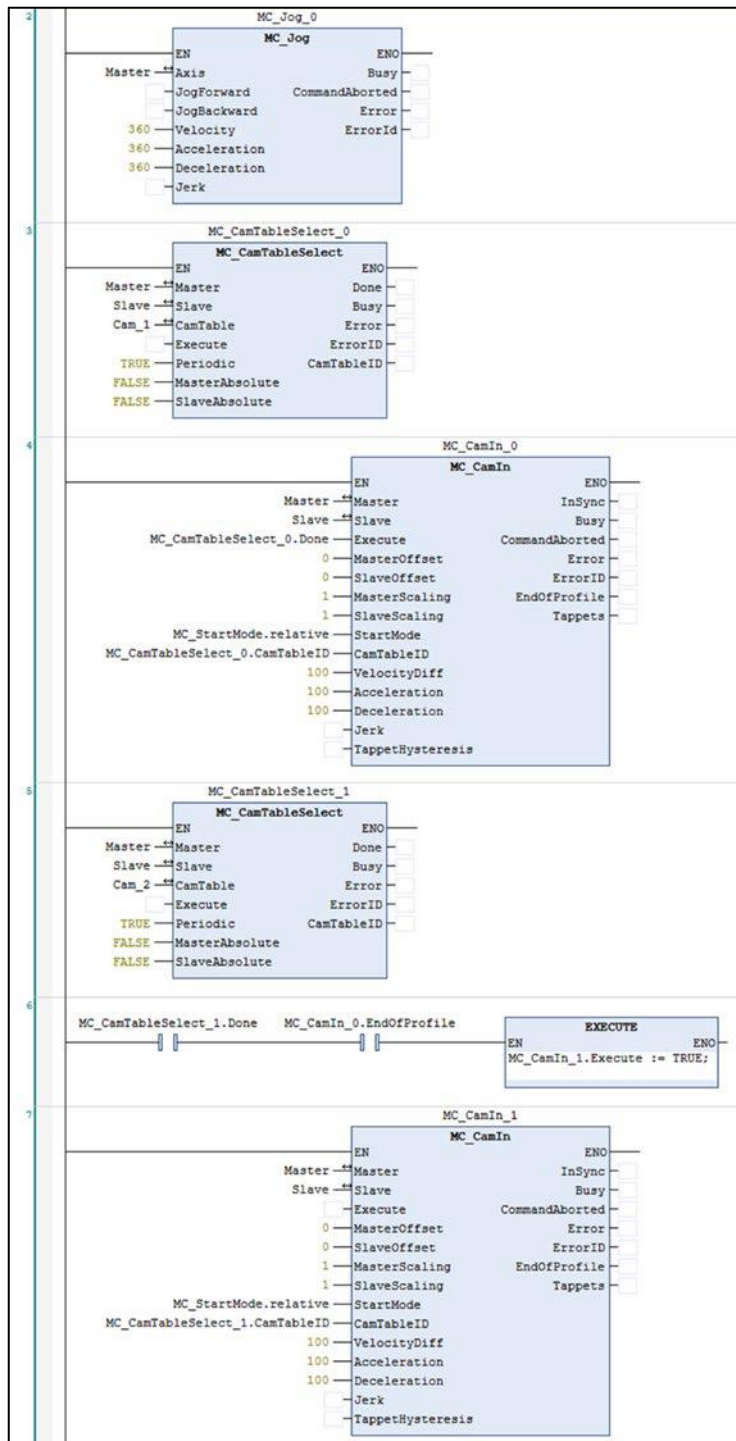 2
MC_Jog_0
MC_Jog
EN ENO
Master Axis Busy
JogForward CommandAborted
JogBackward Error
360 Velocity ErrorId
360 Acceleration
360 Deceleration
Jerk
3
MC_CamTableSelect_0
MC_CamTableSelect
EN ENO
Master Master Done
Slave Slave Busy
Cam_1 CamTable Error
Execute ErrorID
TRUE Periodic CamTableID
FALSE MasterAbsolute
FALSE SlaveAbsolute
4
MC_CamIn_0
MC_CamIn
EN ENO
Master Master InSync
Slave Slave Busy
MC_CamTableSelect_0.Done Execute CommandAborted
0 MasterOffset Error
0 SlaveOffset ErrorID
1 MasterScaling EndOfProfile
1 SlaveScaling Tappets
MC_StartMode.relative StartMode
MC_CamTableSelect_0.CamTableID CamTableID
100 VelocityDiff
100 Acceleration
100 Deceleration
Jerk
TappetHysteresis
5
MC_CamTableSelect_1
MC_CamTableSelect
EN ENO
Master Master Done
Slave Slave Busy
Cam_2 CamTable Error
Execute ErrorID
TRUE Periodic CamTableID
FALSE MasterAbsolute
FALSE SlaveAbsolute
6
MC_CamTableSelect_1.Done MC_CamIn_0.EndOfProfile EXECUTE
EN ENO
MC_CamIn_1.Execute := TRUE;
7
MC_CamIn_1
MC_CamIn
EN ENO
Master Master InSync
Slave Slave Busy
Execute CommandAborted
0 MasterOffset Error
0 SlaveOffset ErrorID
1 MasterScaling EndOfProfile
1 SlaveScaling Tappets
MC_StartMode.relative StartMode
MC_CamTableSelect_1.CamTableID CamTableID
100 VelocityDiff
100 Acceleration
100 Deceleration
Jerk
TappetHysteresis